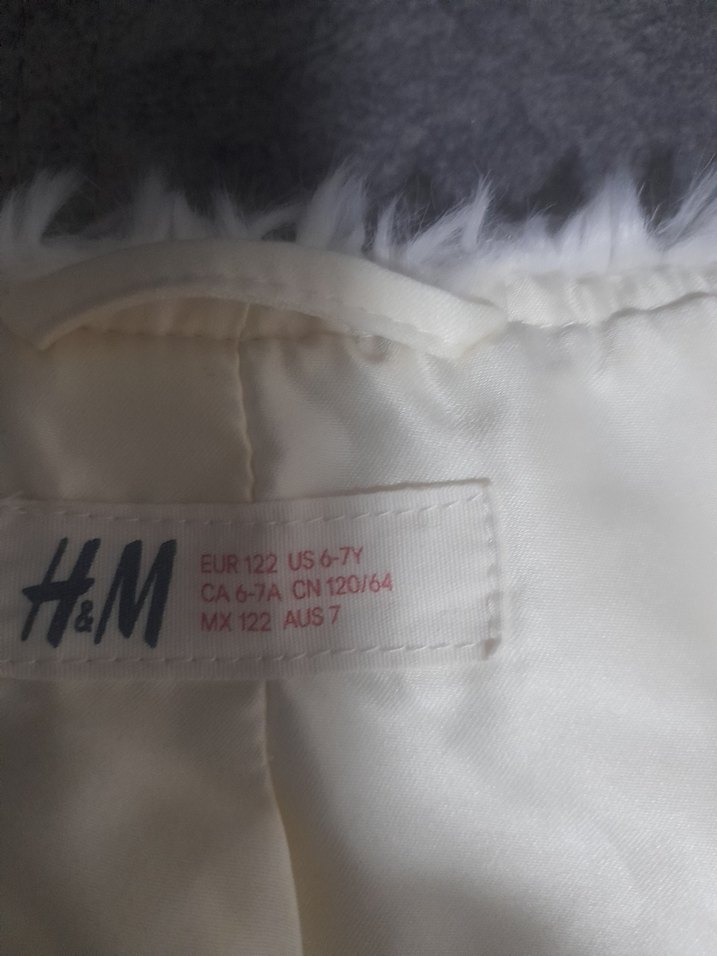 H&M
EUR 122 US 6-7Y
CA 6-7A CN 120/64
MX 122 AUS 7